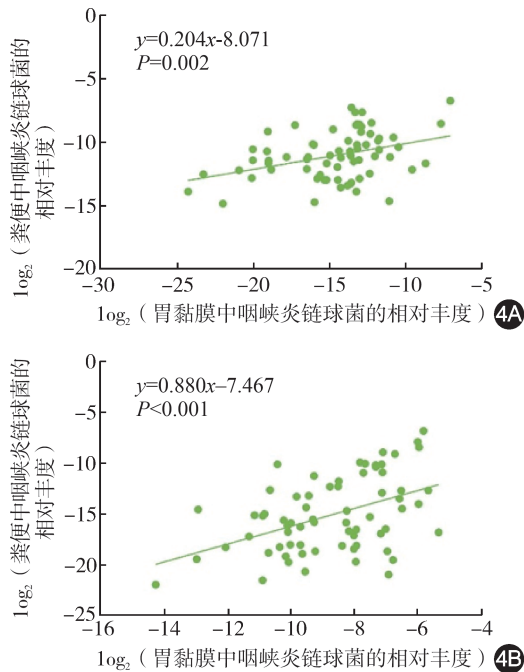 0
y=0.204x-8.071
P=0.002
−5
−10
−15
−20
log₂（粪便中咽峡炎链球菌的
相对丰度）
−30 −25 −20 −15 −10 −5
log₂（胃黏膜中咽峡炎链球菌的相对丰度） 4A
0
y=0.880x−7.467
P<0.001
−5
−10
−15
−20
−25
log₂（粪便中咽峡炎链球菌的
相对丰度）
−16 −14 −12 −10 −8 −6 −4
log₂（胃黏膜中咽峡炎链球菌的相对丰度） 4B